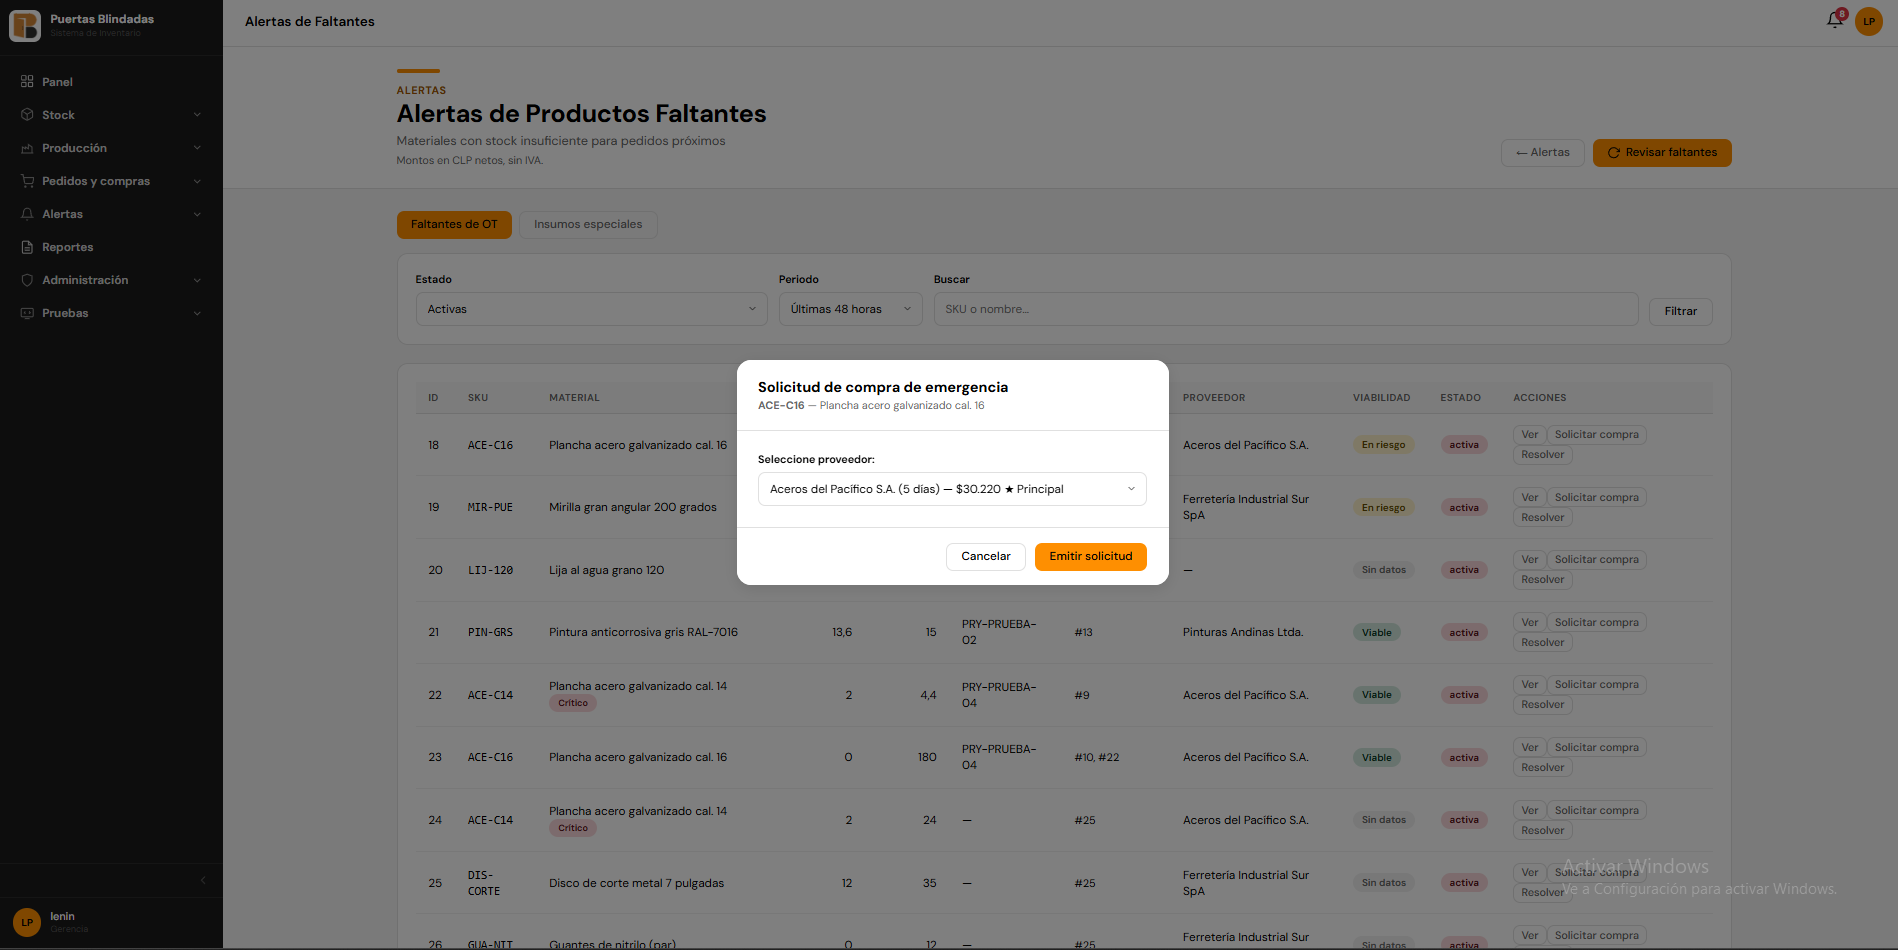 Puertas Blindadas
Sistema de Inventario
Panel
Stock
Producción
Pedidos y compras
Alertas
Reportes
Administración
Pruebas
LP
lenin
Gerencia
Alertas de Faltantes
8
LP
ALERTAS
Alertas de Productos Faltantes
Materiales con stock insuficiente para pedidos próximos
Montos en CLP netos, sin IVA.
← Alertas
Revisar faltantes
Faltantes de OT
Insumos especiales
Estado
Periodo
Buscar
Activas
Últimas 48 horas
SKU o nombre...
Filtrar
Solicitud de compra de emergencia
ACE-C16 — Plancha acero galvanizado cal. 16
Seleccione proveedor:
Aceros del Pacífico S.A. (5 días) — $30.220 ★ Principal
Cancelar
Emitir solicitud
ID SKU MATERIAL PROVEEDOR VIABILIDAD ESTADO ACCIONES
18 ACE-C16 Plancha acero galvanizado cal. 16 Aceros del Pacífico S.A. En riesgo activa Ver Solicitar compra
Resolver
19 MIR-PUE Mirilla gran angular 200 grados Ferretería Industrial Sur SpA En riesgo activa Ver Solicitar compra
Resolver
20 LIJ-120 Lija al agua grano 120 — Sin datos activa Ver Solicitar compra
Resolver
21 PIN-GRS Pintura anticorrosiva gris RAL-7016 13,6 15 PRY-PRUEBA-02 #13 Pinturas Andinas Ltda. Viable activa Ver Solicitar compra
Resolver
22 ACE-C14 Plancha acero galvanizado cal. 14 Crítico 2 4,4 PRY-PRUEBA-04 #9 Aceros del Pacífico S.A. Viable activa Ver Solicitar compra
Resolver
23 ACE-C16 Plancha acero galvanizado cal. 16 0 180 PRY-PRUEBA-04 #10, #22 Aceros del Pacífico S.A. Viable activa Ver Solicitar compra
Resolver
24 ACE-C14 Plancha acero galvanizado cal. 14 Crítico 2 24 — #25 Aceros del Pacífico S.A. Sin datos activa Ver Solicitar compra
Resolver
25 DIS-CORTE Disco de corte metal 7 pulgadas 12 35 — #25 Ferretería Industrial Sur SpA Sin datos activa Ver Solicitar compra
Resolver
26 GUA-NIT Guantes de nitrilo (par) 0 12 — #25 Ferretería Industrial Sur Sin datos activa Ver Solicitar compra
Activar Windows
Ve a Configuración para activar Windows.